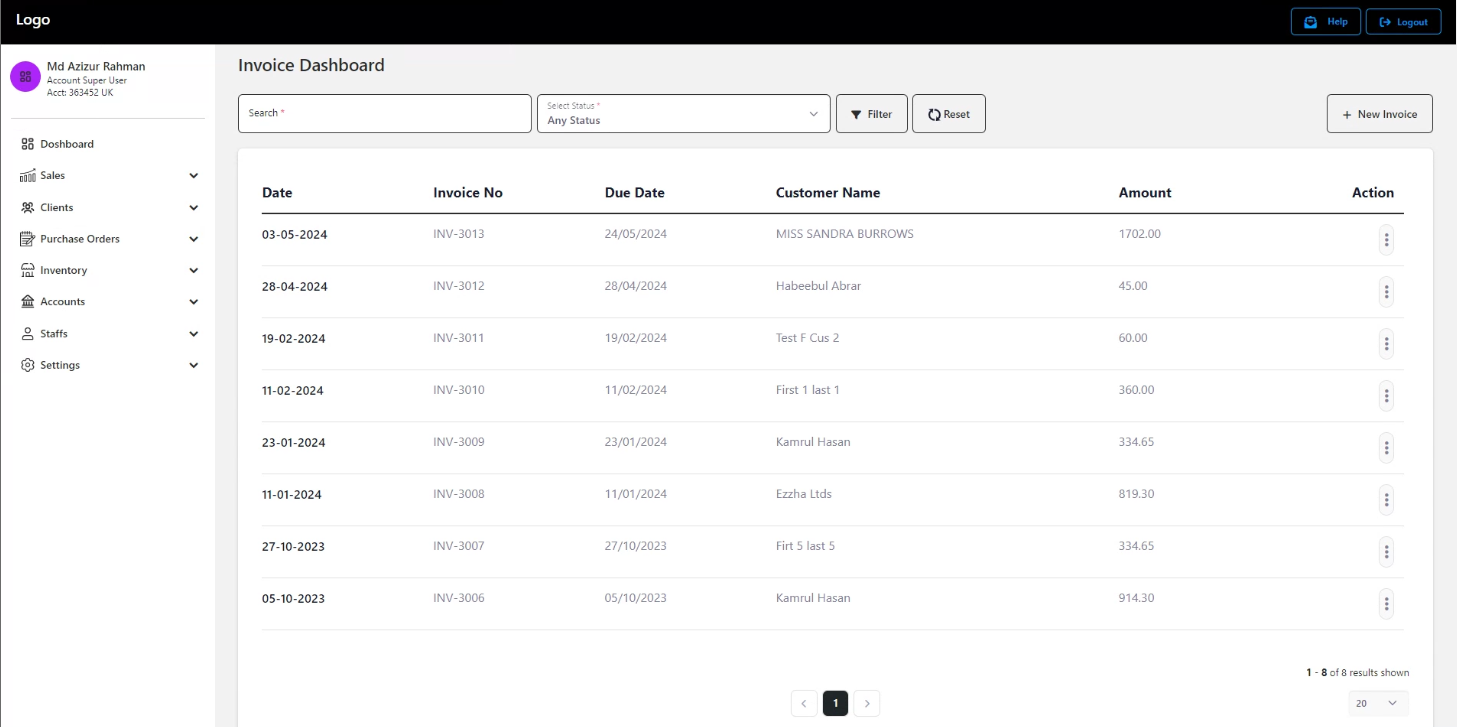 Logo
Help
Logout
Md Azizur Rahman
Account Super User
Acct: 363452 UK
Dashboard
Sales
Clients
Purchase Orders
Inventory
Accounts
Staffs
Settings
Invoice Dashboard
Search *
Select Status *
Any Status
Filter
Reset
+ New Invoice
Date Invoice No Due Date Customer Name Amount Action
03-05-2024 INV-3013 24/05/2024 MISS SANDRA BURROWS 1702.00
28-04-2024 INV-3012 28/04/2024 Habeebul Abrar 45.00
19-02-2024 INV-3011 19/02/2024 Test F Cus 2 60.00
11-02-2024 INV-3010 11/02/2024 First 1 last 1 360.00
23-01-2024 INV-3009 23/01/2024 Kamrul Hasan 334.65
11-01-2024 INV-3008 11/01/2024 Ezzha Ltds 819.30
27-10-2023 INV-3007 27/10/2023 Firt 5 last 5 334.65
05-10-2023 INV-3006 05/10/2023 Kamrul Hasan 914.30
1 - 8 of 8 results shown
1
20